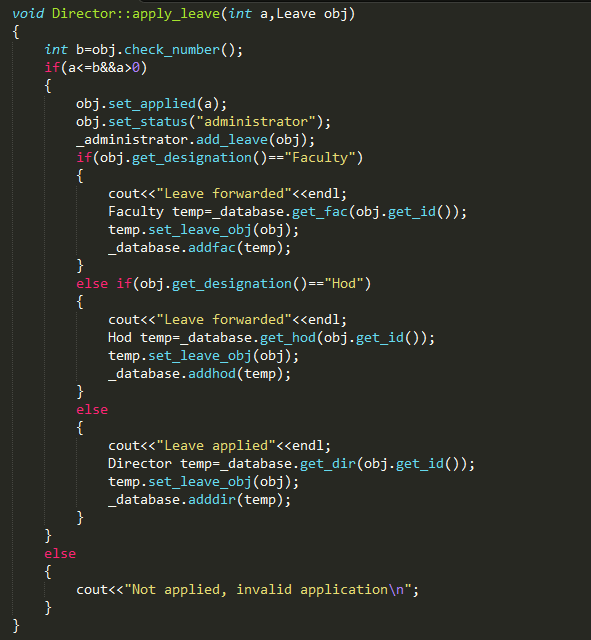 void Director::apply_leave(int a,Leave obj)
{
    int b=obj.check_number();
    if(a<=b&&a>0)
    {
        obj.set_applied(a);
        obj.set_status("administrator");
        _administrator.add_leave(obj);
        if(obj.get_designation()=="Faculty")
        {
            cout<<"Leave forwarded"<<endl;
            Faculty temp=_database.get_fac(obj.get_id());
            temp.set_leave_obj(obj);
            _database.addfac(temp);
        }
        else if(obj.get_designation()=="Hod")
        {
            cout<<"Leave forwarded"<<endl;
            Hod temp=_database.get_hod(obj.get_id());
            temp.set_leave_obj(obj);
            _database.addhod(temp);
        }
        else
        {
            cout<<"Leave applied"<<endl;
            Director temp=_database.get_dir(obj.get_id());
            temp.set_leave_obj(obj);
            _database.adddir(temp);
        }
    }
    else
    {
        cout<<"Not applied, invalid application\n";
    }
}